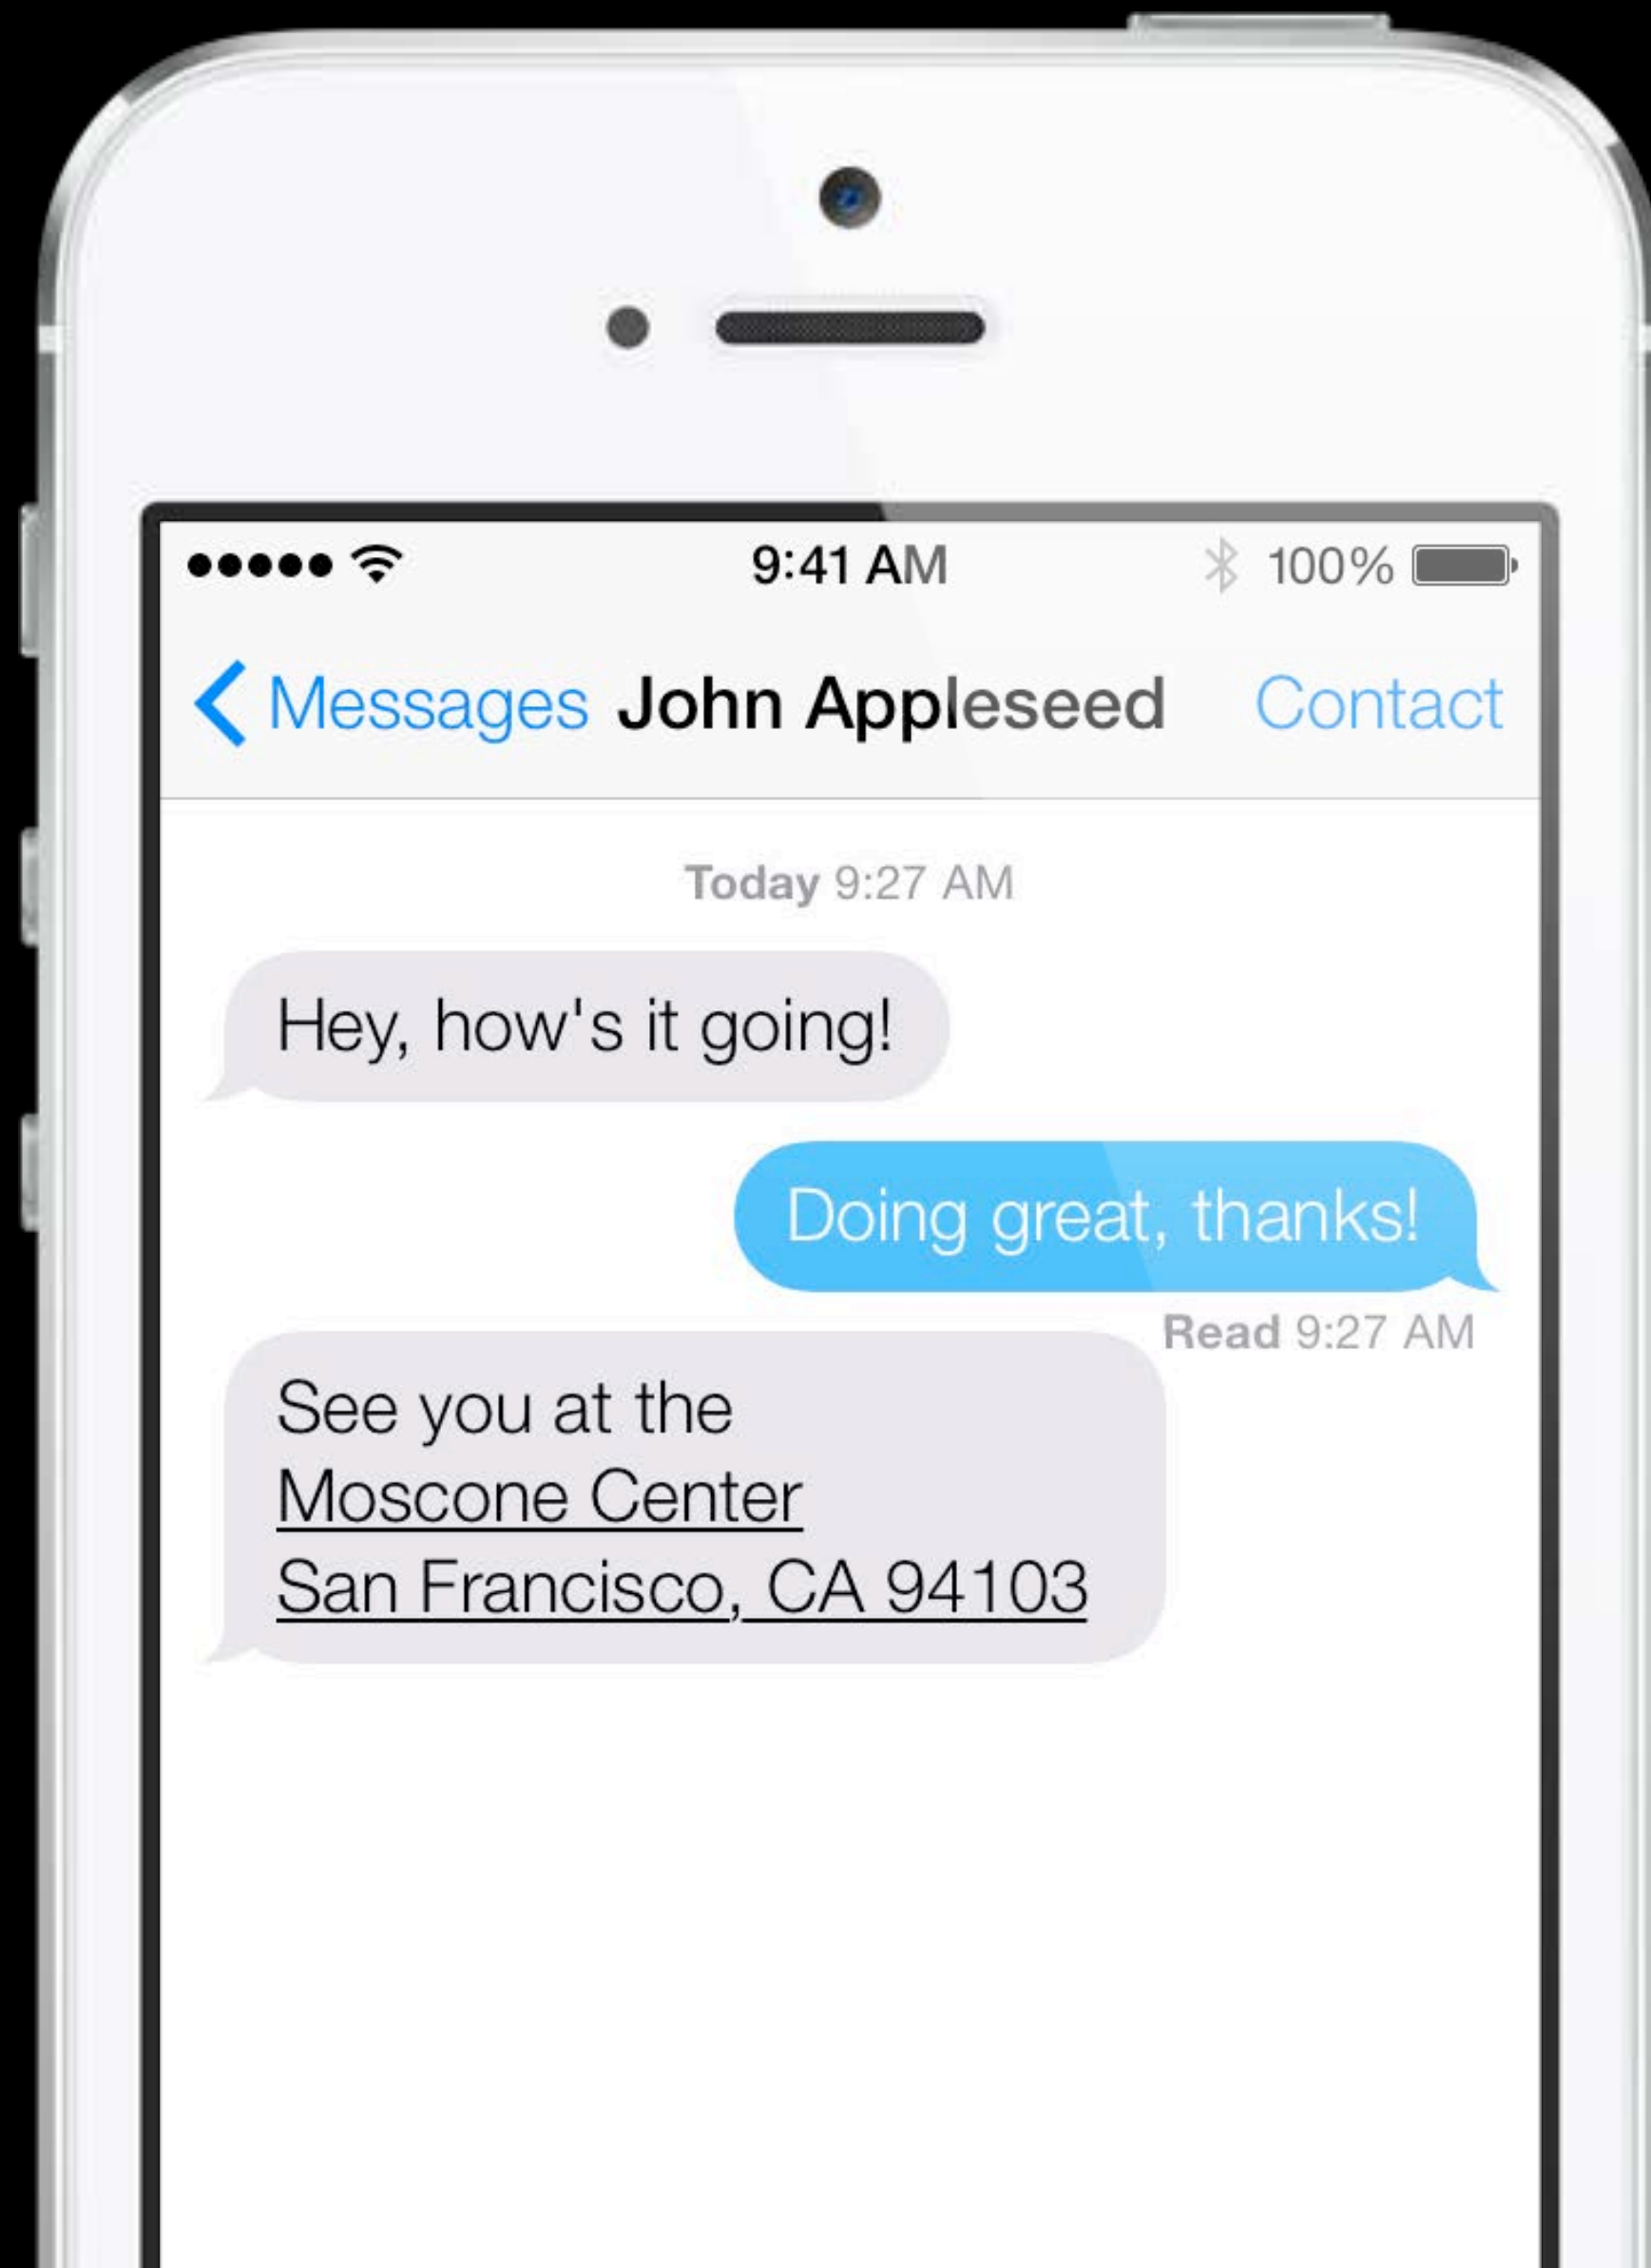 9:41 AM 100%
Messages John Appleseed Contact
Today 9:27 AM
Hey, how's it going!
Doing great, thanks!
Read 9:27 AM
See you at the
Moscone Center
San Francisco, CA 94103